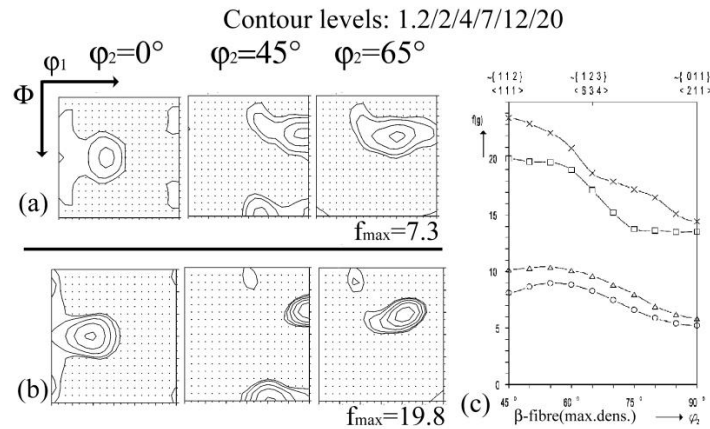 Contour levels: 1.2/2/4/7/12/20
φ₂=0° φ₂=45° φ₂=65°
φ₁
Φ
(a)
fmax=7.3
(b)
fmax=19.8
~{112} ~{123} ~{011}
<111> <634> <211>
f(g)
25
20
15
10
5
0
45° 60° 75° 90°
(c) β-fibre(max.dens.) φ₂